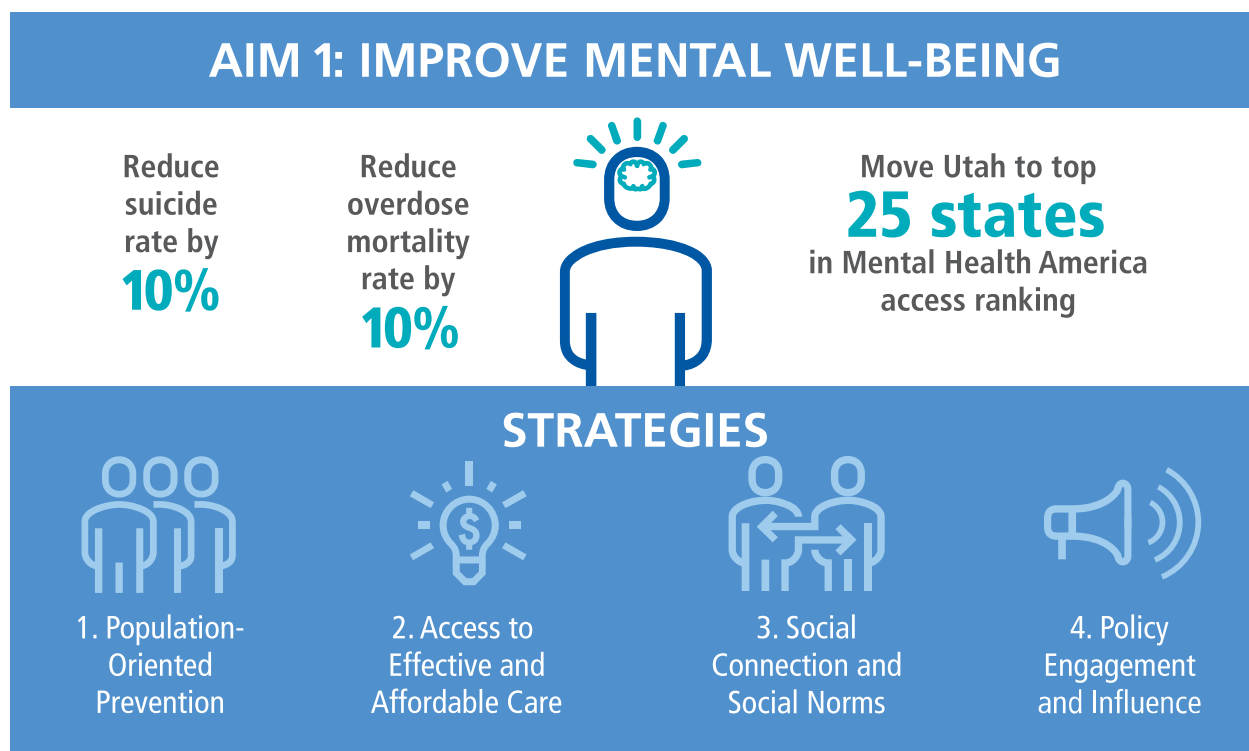 AIM 1: IMPROVE MENTAL WELL-BEING
Reduce
suicide
rate by
10%
Reduce
overdose
mortality
rate by
10%
Move Utah to top
25 states
in Mental Health America
access ranking
STRATEGIES
$
1. Population-
Oriented
Prevention
2. Access to
Effective and
Affordable Care
3. Social
Connection and
Social Norms
4. Policy
Engagement
and Influence